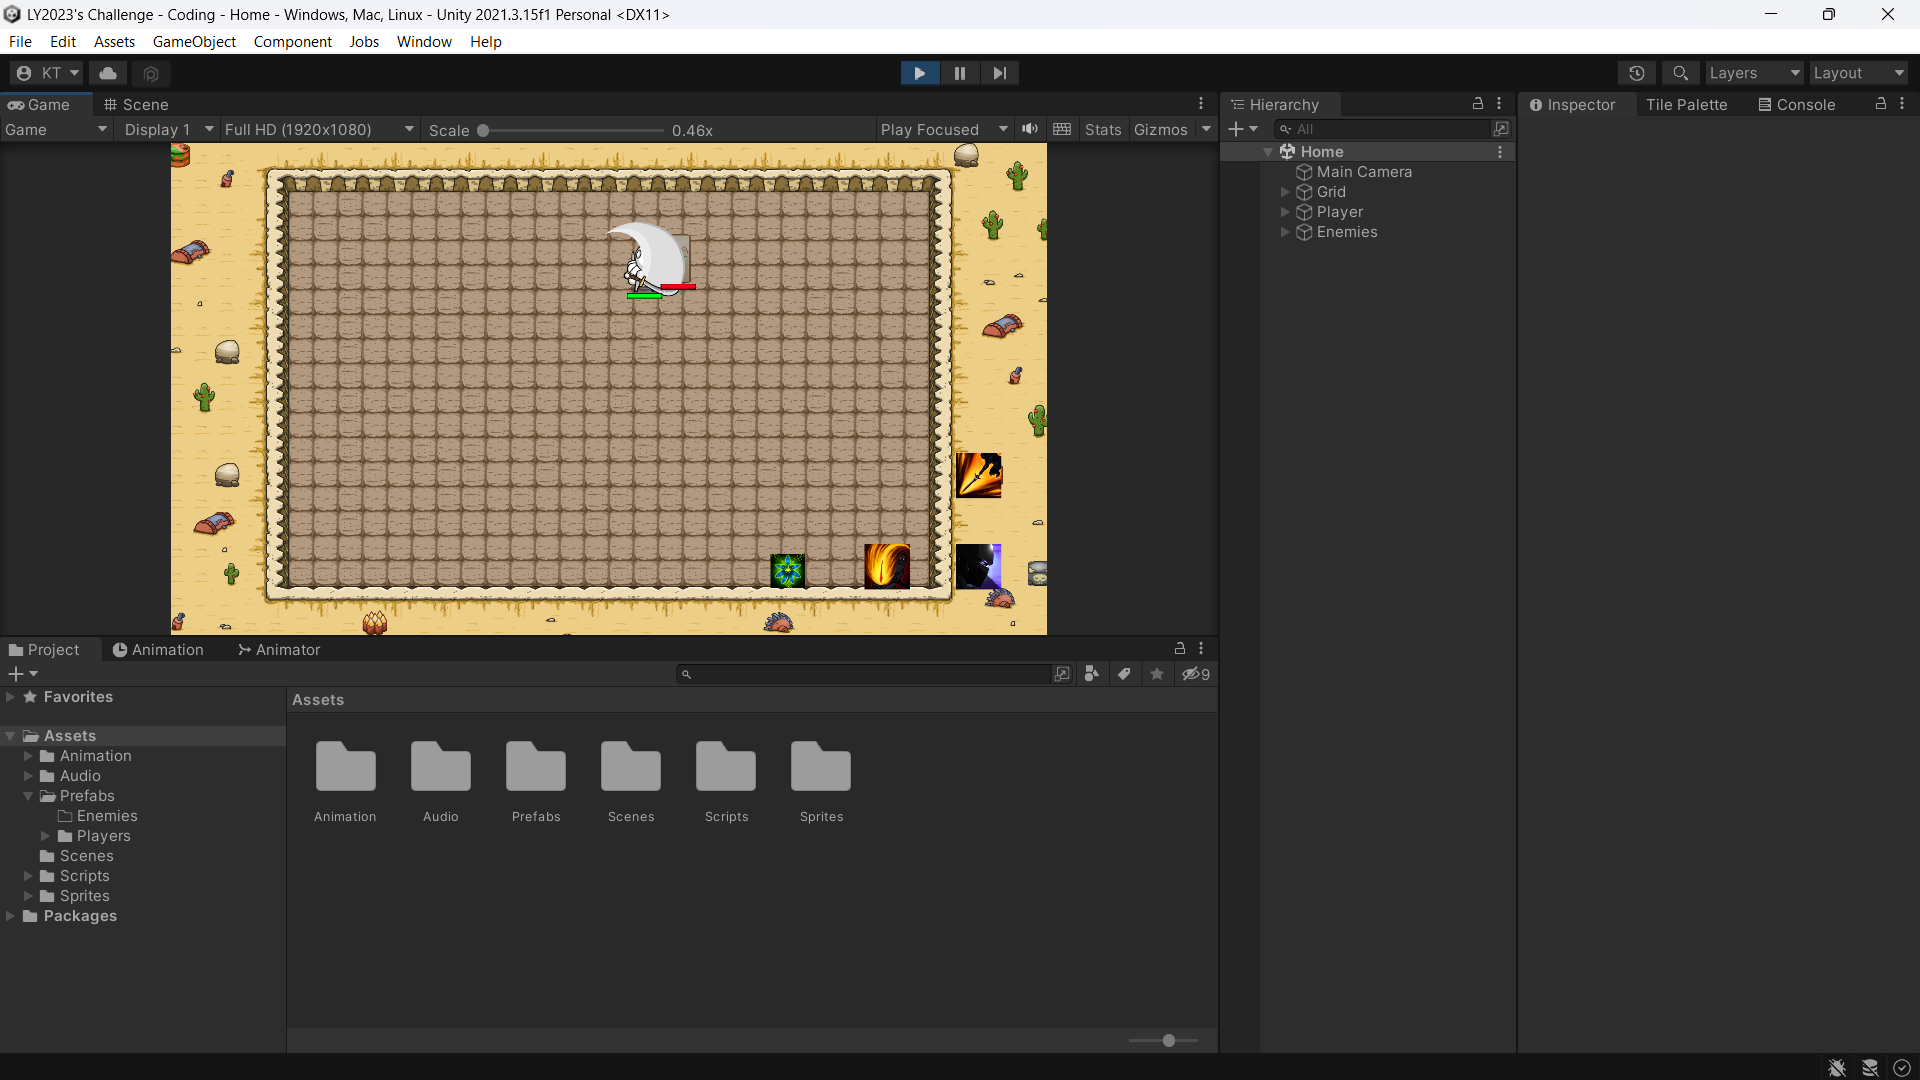 LY2023's Challenge - Coding - Home - Windows, Mac, Linux - Unity 2021.3.15f1 Personal <DX11>
File Edit Assets GameObject Component Jobs Window Help
KT Layers Layout
Game Scene
Game Display 1 Full HD (1920x1080) Scale 0.46x Play Focused Stats Gizmos
Hierarchy
All
Home
Main Camera
Grid
Player
Enemies
Inspector Tile Palette Console
Project Animation Animator
9
Favorites
Assets
Animation
Audio
Prefabs
Enemies
Players
Scenes
Scripts
Sprites
Packages
Assets
Animation Audio Prefabs Scenes Scripts Sprites